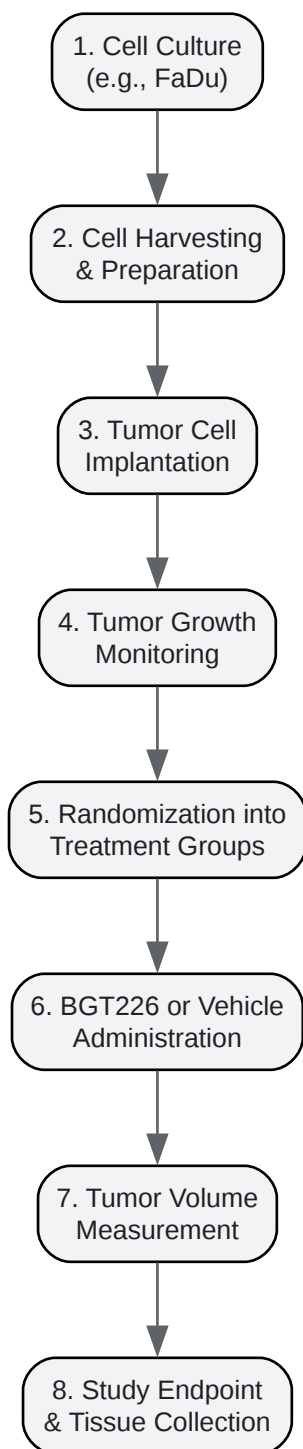 1. Cell Culture
(e.g., FaDu)
2. Cell Harvesting
& Preparation
3. Tumor Cell
Implantation
4. Tumor Growth
Monitoring
5. Randomization into
Treatment Groups
6. BGT226 or Vehicle
Administration
7. Tumor Volume
Measurement
8. Study Endpoint
& Tissue Collection